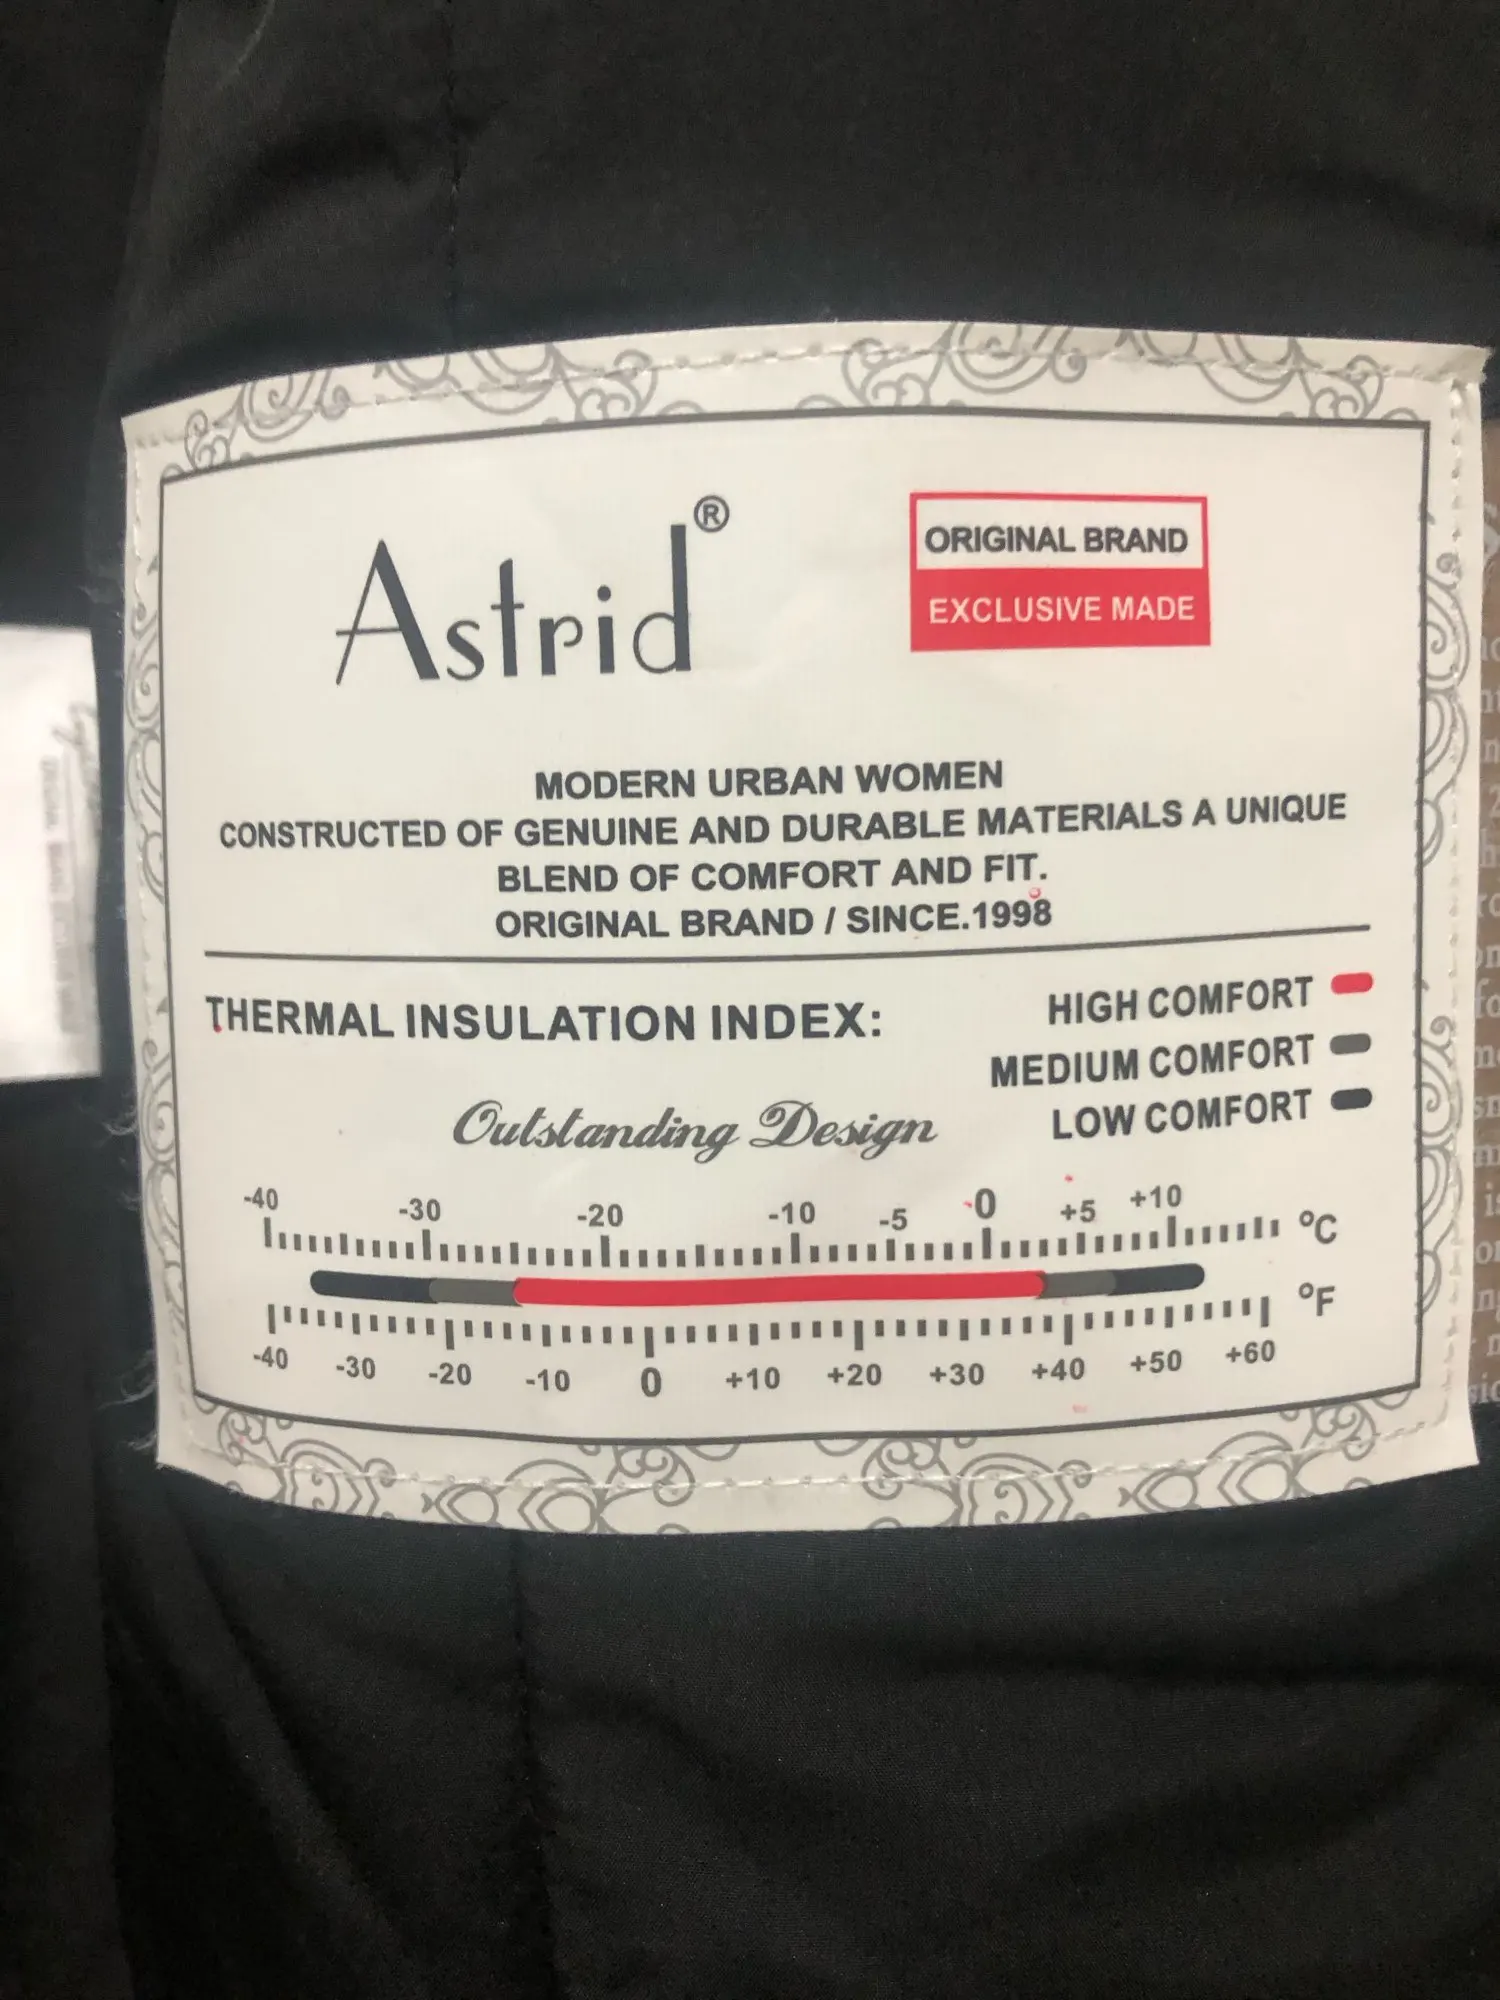 Astrid®
ORIGINAL BRAND
EXCLUSIVE MADE
MODERN URBAN WOMEN
CONSTRUCTED OF GENUINE AND DURABLE MATERIALS A UNIQUE
BLEND OF COMFORT AND FIT.
ORIGINAL BRAND / SINCE.1998
THERMAL INSULATION INDEX:
HIGH COMFORT
MEDIUM COMFORT
LOW COMFORT
Outstanding Design
-40 -30 -20 -10 -5 0 +5 +10 °C
-40 -30 -20 -10 0 +10 +20 +30 +40 +50 +60 °F